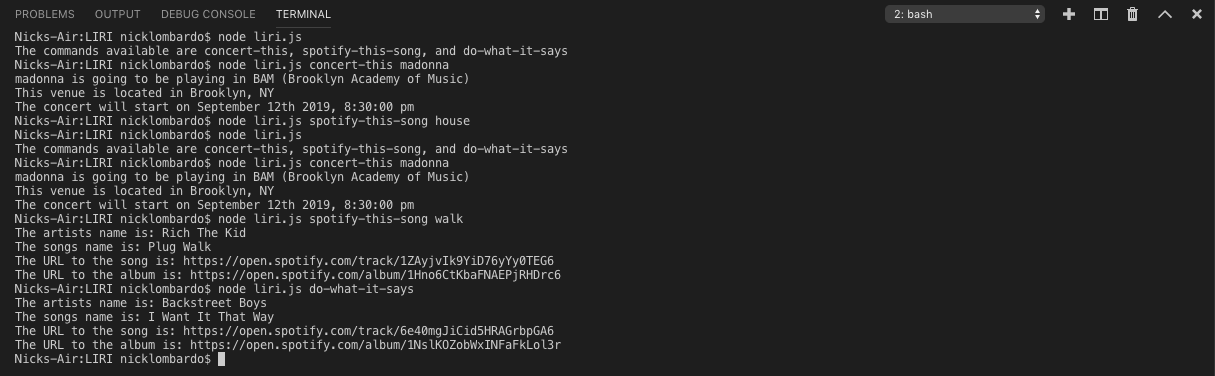 PROBLEMS OUTPUT DEBUG CONSOLE TERMINAL 2: bash
Nicks-Air:LIRI nicklombardo$ node liri.js
The commands available are concert-this, spotify-this-song, and do-what-it-says
Nicks-Air:LIRI nicklombardo$ node liri.js concert-this madonna
madonna is going to be playing in BAM (Brooklyn Academy of Music)
This venue is located in Brooklyn, NY
The concert will start on September 12th 2019, 8:30:00 pm
Nicks-Air:LIRI nicklombardo$ node liri.js spotify-this-song house
Nicks-Air:LIRI nicklombardo$ node liri.js
The commands available are concert-this, spotify-this-song, and do-what-it-says
Nicks-Air:LIRI nicklombardo$ node liri.js concert-this madonna
madonna is going to be playing in BAM (Brooklyn Academy of Music)
This venue is located in Brooklyn, NY
The concert will start on September 12th 2019, 8:30:00 pm
Nicks-Air:LIRI nicklombardo$ node liri.js spotify-this-song walk
The artists name is: Rich The Kid
The songs name is: Plug Walk
The URL to the song is: https://open.spotify.com/track/1ZAyjvIk9YiD76yYy0TEG6
The URL to the album is: https://open.spotify.com/album/1Hno6CtKbaFNAEPjRHDrc6
Nicks-Air:LIRI nicklombardo$ node liri.js do-what-it-says
The artists name is: Backstreet Boys
The songs name is: I Want It That Way
The URL to the song is: https://open.spotify.com/track/6e40mgJiCid5HRAGrbpGA6
The URL to the album is: https://open.spotify.com/album/1NslKOZobWxINFaFkLol3r
Nicks-Air:LIRI nicklombardo$